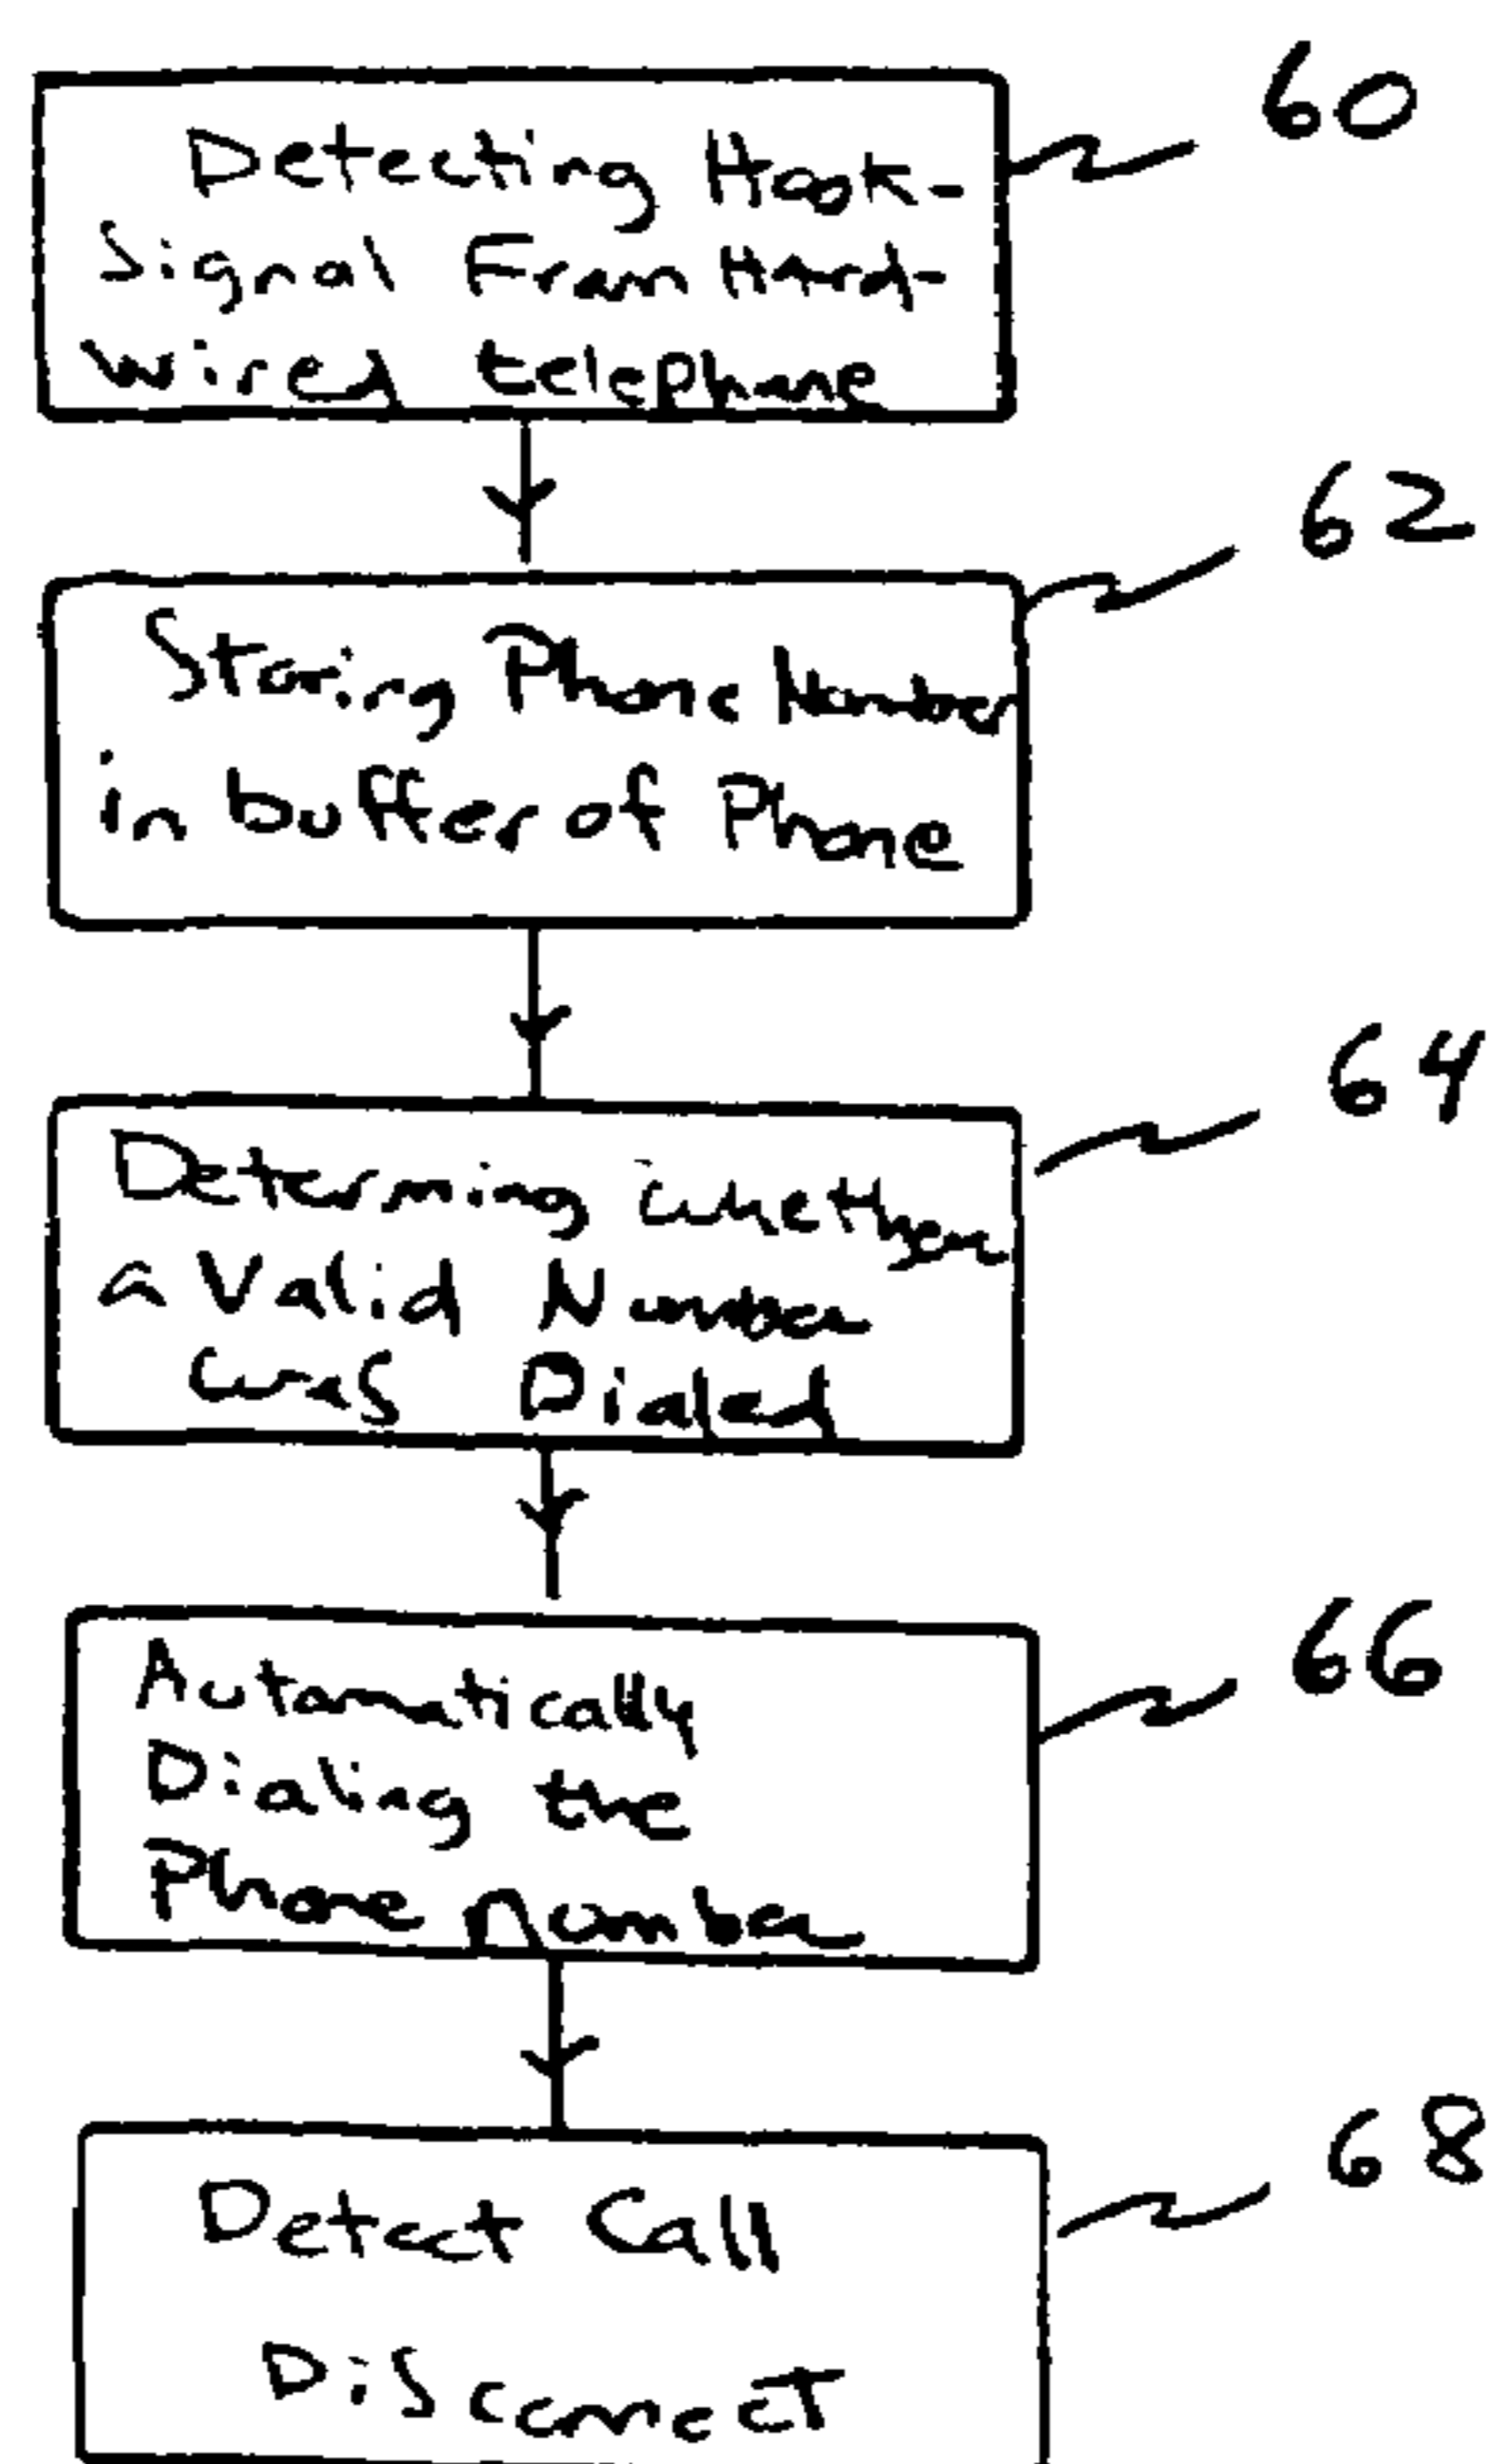 60
Detecting Hook-
Signal From Hard-
wired telephone
62
Storing Phone Number
in buffer of Phone
64
Determing whether
a Valid Number
was Dialed
66
Automatically
Dialing the
Phone number
68
Detect Call
Disconnect